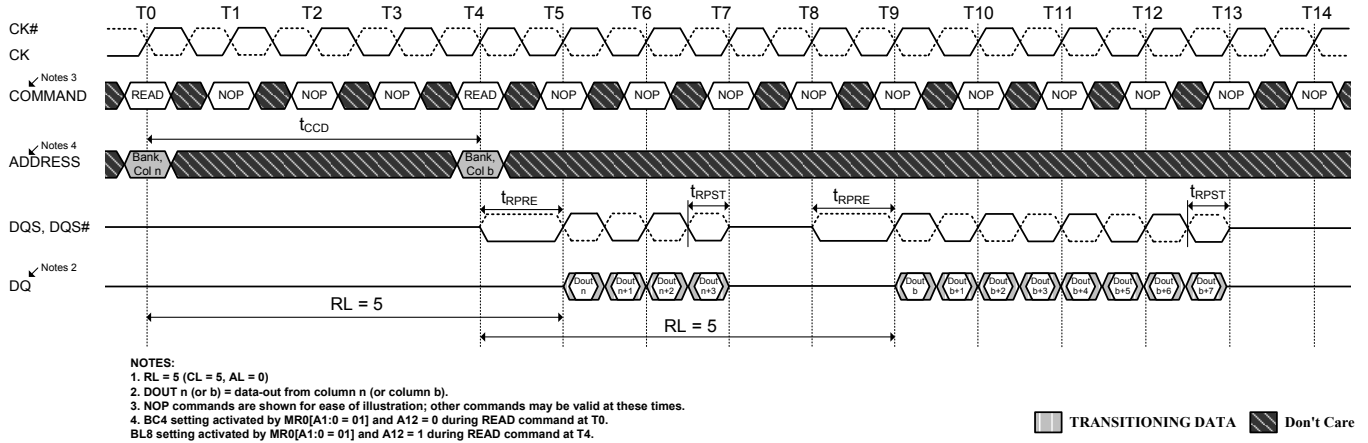 T0 T1 T2 T3 T4 T5 T6 T7 T8 T9 T10 T11 T12 T13 T14
CK#
CK
Notes 3
COMMAND READ NOP NOP NOP READ NOP NOP NOP NOP NOP NOP NOP NOP NOP NOP
tCCD
Notes 4
ADDRESS Bank, Col n Bank, Col b
tRPRE tRPST tRPRE tRPST
DQS, DQS#
Notes 2
DQ Dout n Dout n+1 Dout n+2 Dout n+3 Dout b Dout b+1 Dout b+2 Dout b+3 Dout b+4 Dout b+5 Dout b+6 Dout b+7
RL = 5
RL = 5
NOTES:
1. RL = 5 (CL = 5, AL = 0)
2. DOUT n (or b) = data-out from column n (or column b).
3. NOP commands are shown for ease of illustration; other commands may be valid at these times.
4. BC4 setting activated by MR0[A1:0 = 01] and A12 = 0 during READ command at T0.
BL8 setting activated by MR0[A1:0 = 01] and A12 = 1 during READ command at T4.
TRANSITIONING DATA Don't Care